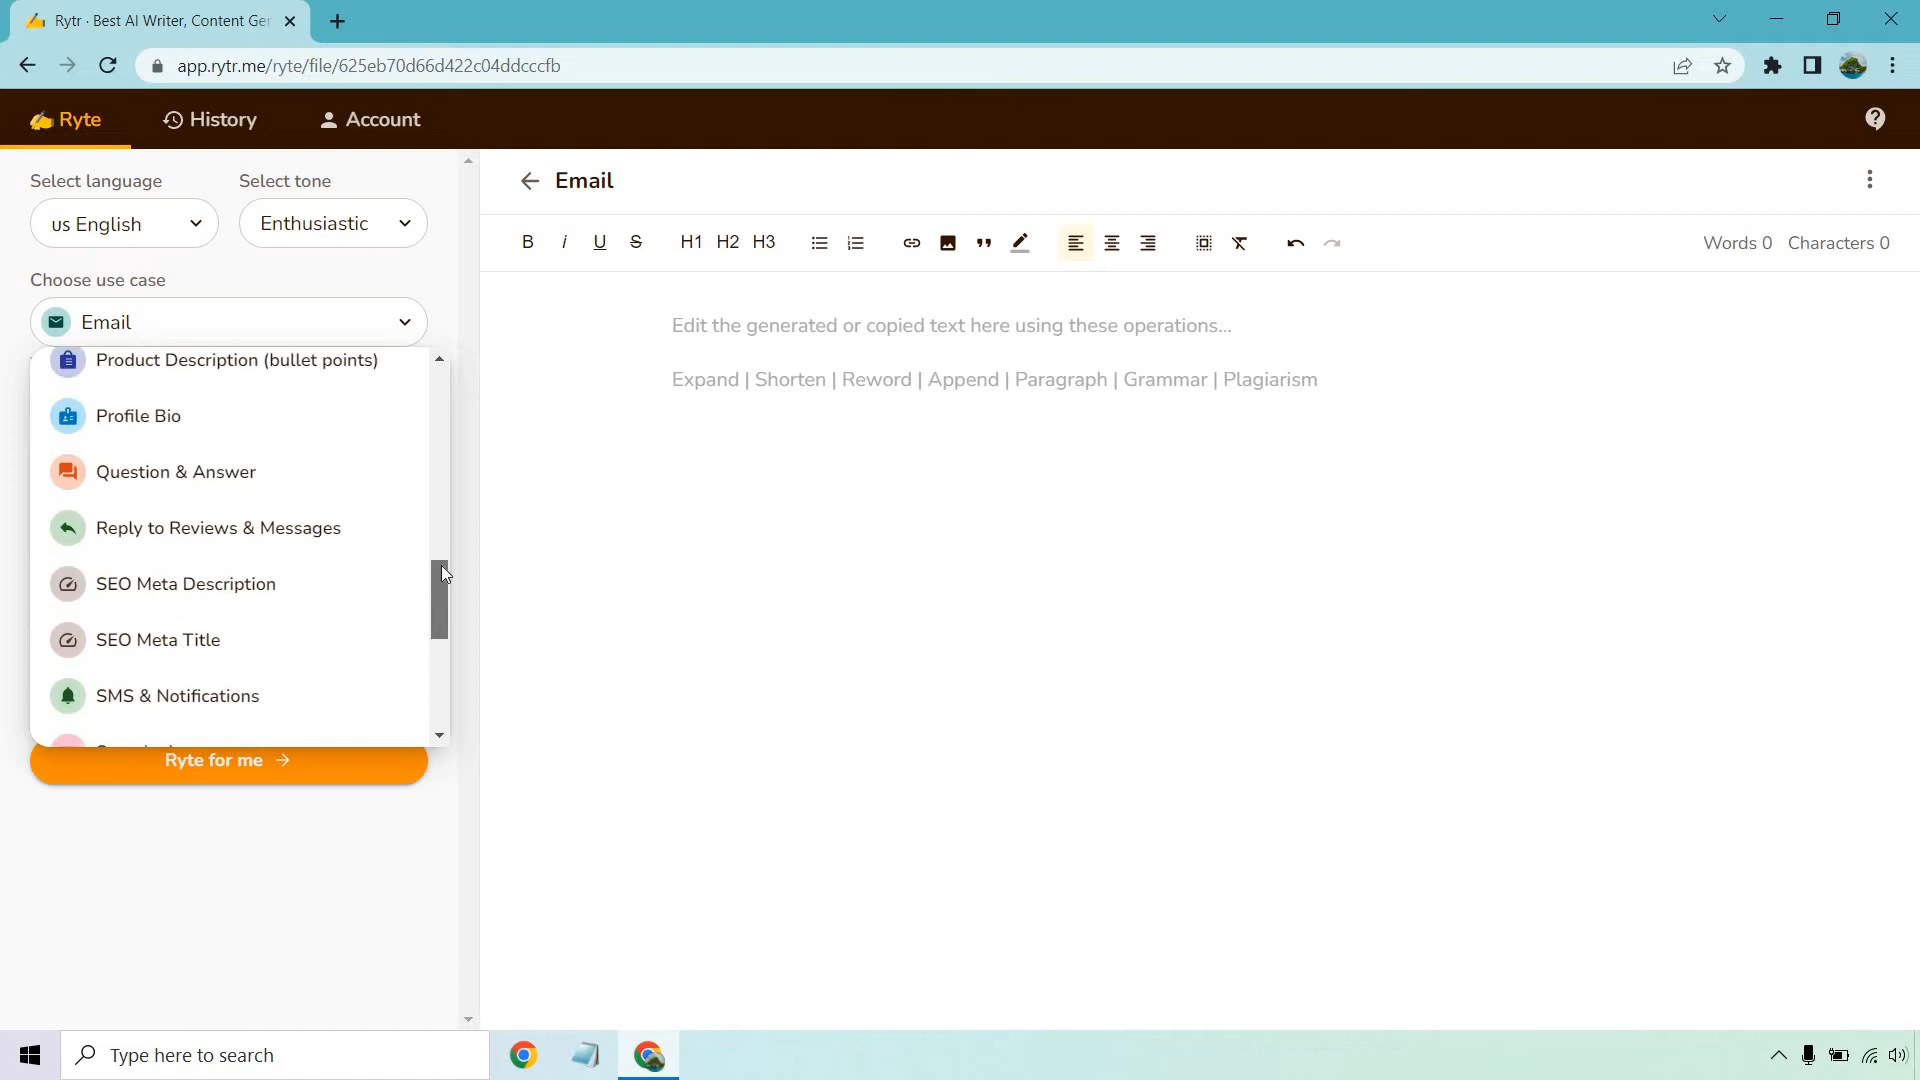 Rytr · Best AI Writer, Content Ger
app.rytr.me/ryte/file/625eb70d66d422c04ddcccfb
Ryte
History
Account
Select language
Select tone
us English
Enthusiastic
Choose use case
Email
Product Description (bullet points)
Profile Bio
Question & Answer
Reply to Reviews & Messages
SEO Meta Description
SEO Meta Title
SMS & Notifications
Ryte for me →
Email
B i U S H1 H2 H3
Words 0 Characters 0
Edit the generated or copied text here using these operations...
Expand | Shorten | Reword | Append | Paragraph | Grammar | Plagiarism
Type here to search